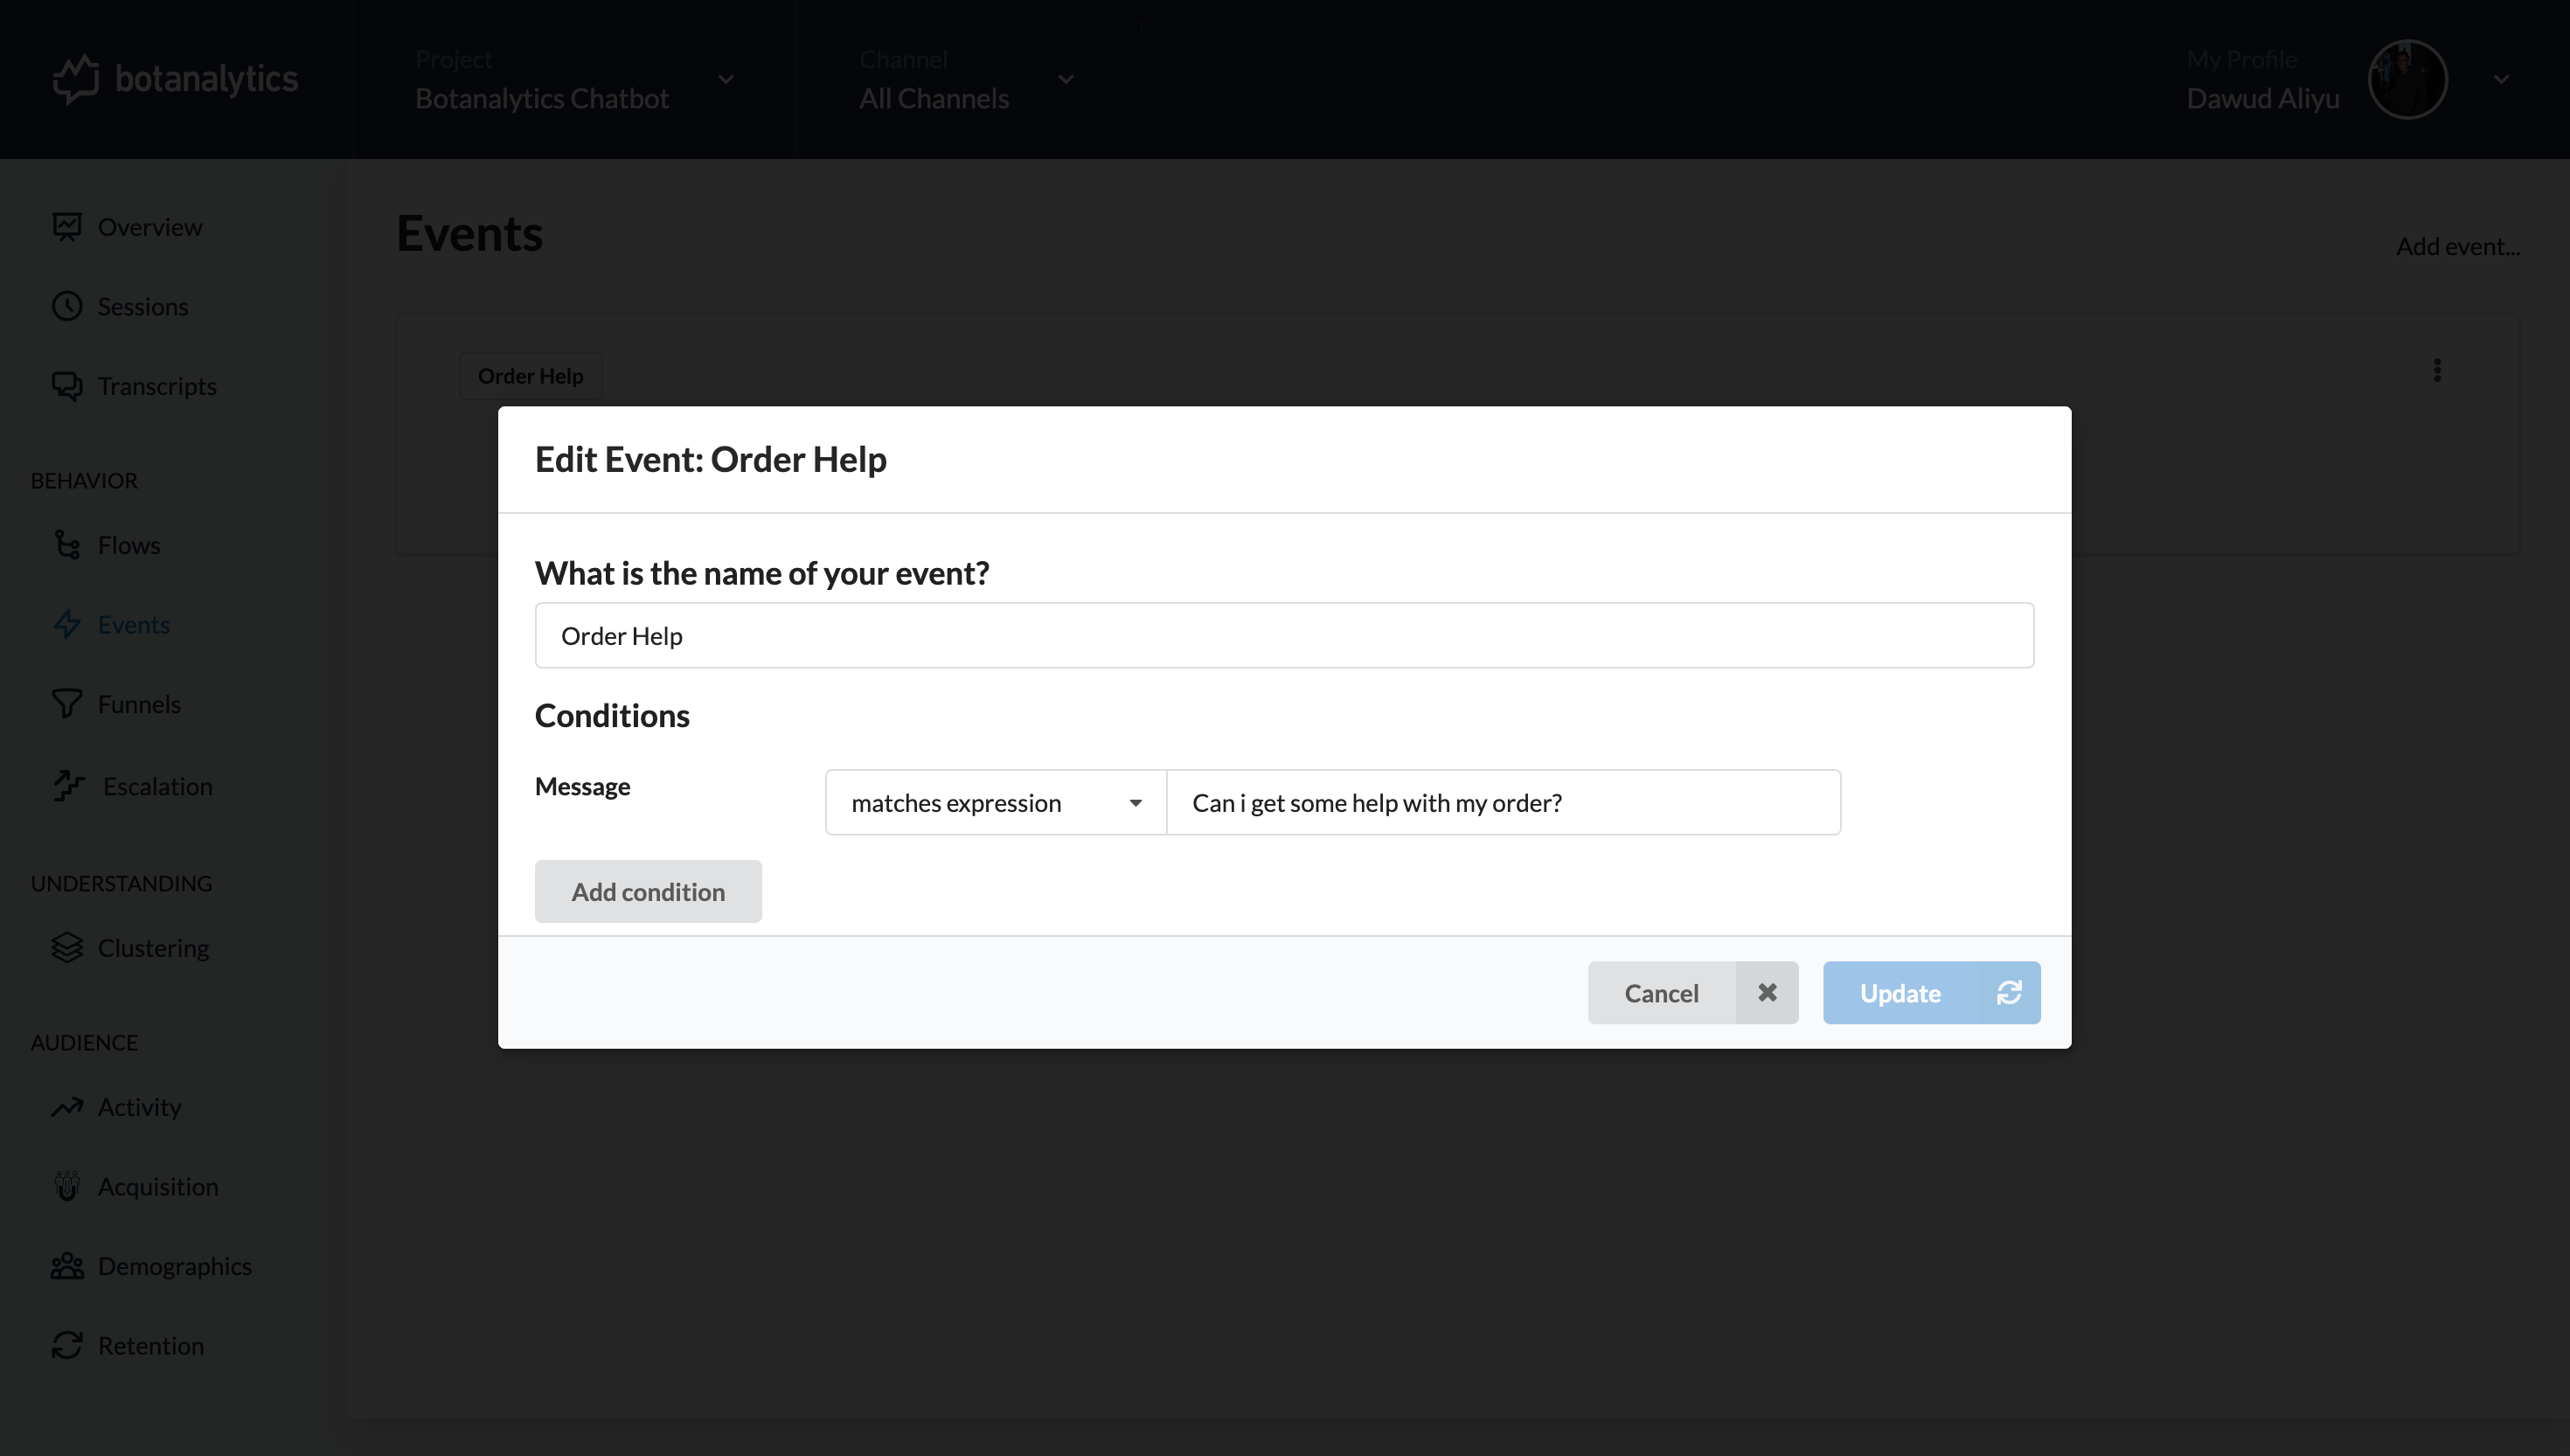 botanalytics
Project
Botanalytics Chatbot
Channel
All Channels
My Profile
Dawud Aliyu
Overview
Sessions
Transcripts
BEHAVIOR
Flows
Events
Funnels
Escalation
UNDERSTANDING
Clustering
AUDIENCE
Activity
Acquisition
Demographics
Retention
Events
Add event...
Order Help
Edit Event: Order Help
What is the name of your event?
Order Help
Conditions
Message
matches expression
Can i get some help with my order?
Add condition
Cancel
Update